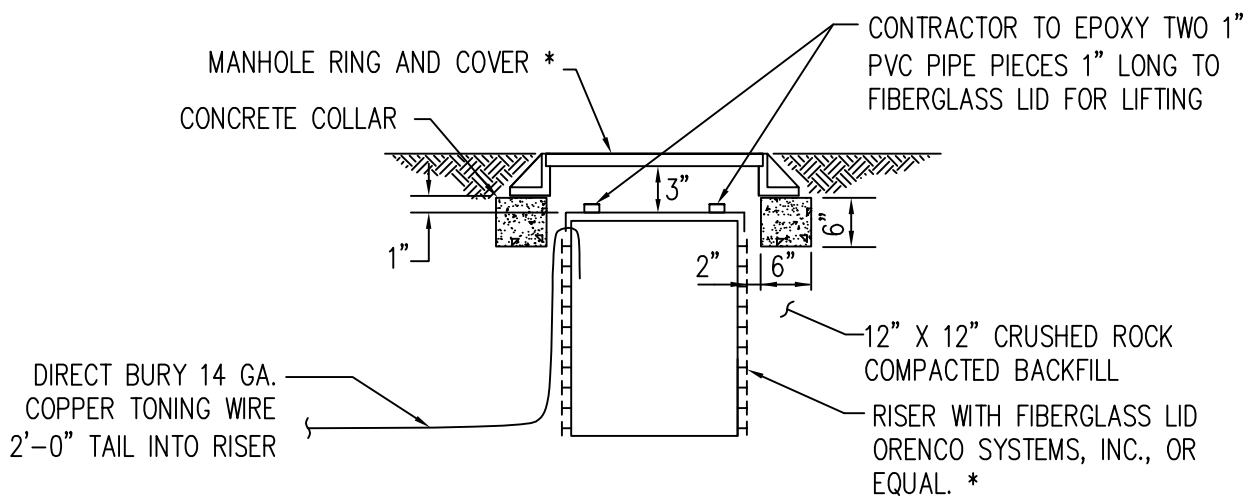 CONTRACTOR TO EPOXY TWO 1”
PVC PIPE PIECES 1” LONG TO
FIBERGLASS LID FOR LIFTING
MANHOLE RING AND COVER *
CONCRETE COLLAR
3”
6”
1”
2”
6”
12” X 12” CRUSHED ROCK
COMPACTED BACKFILL
DIRECT BURY 14 GA.
COPPER TONING WIRE
2’-0” TAIL INTO RISER
RISER WITH FIBERGLASS LID
ORENCO SYSTEMS, INC., OR
EQUAL. *